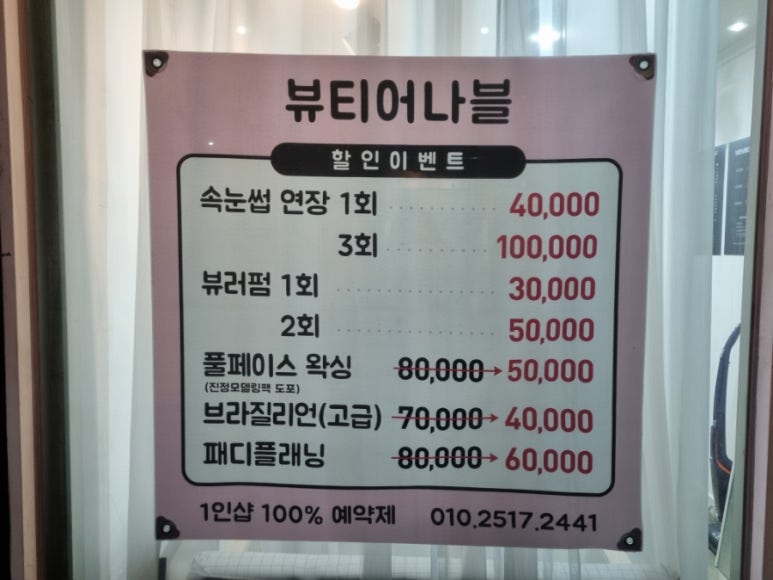 뷰티어나블
할인이벤트
속눈썹 연장 1회 40,000
3회 100,000
뷰러펌 1회 30,000
2회 50,000
풀페이스 왁싱 80,000→50,000
(진정모델링팩 도포)
브라질리언(고급) 70,000→40,000
패디플래닝 80,000→60,000
1인샵 100% 예약제 010.2517.2441